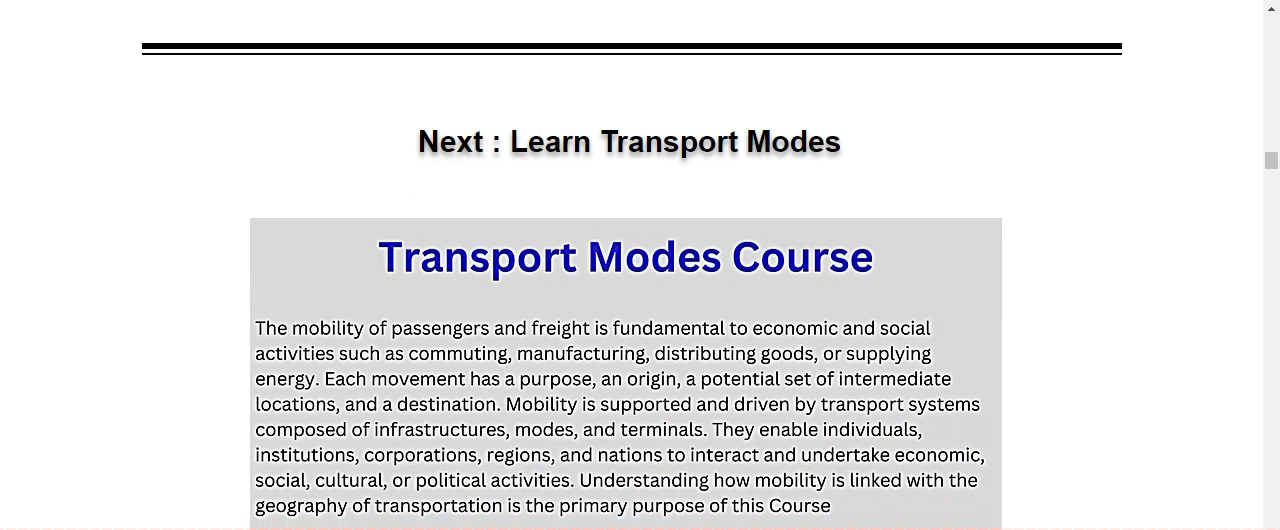 Next : Learn Transport Modes
Transport Modes Course
The mobility of passengers and freight is fundamental to economic and social
activities such as commuting, manufacturing, distributing goods, or supplying
energy. Each movement has a purpose, an origin, a potential set of intermediate
locations, and a destination. Mobility is supported and driven by transport systems
composed of infrastructures, modes, and terminals. They enable individuals,
institutions, corporations, regions, and nations to interact and undertake economic,
social, cultural, or political activities. Understanding how mobility is linked with the
geography of transportation is the primary purpose of this Course